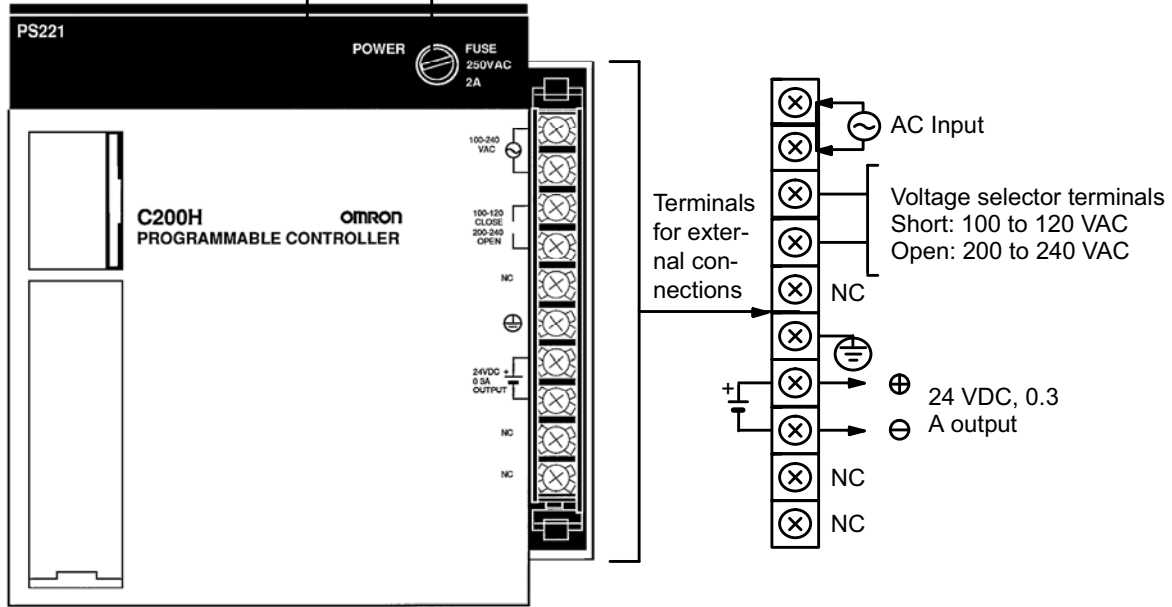 PS221
POWER
FUSE
250VAC
2A
100-240
VAC
C200H
OMRON
PROGRAMMABLE CONTROLLER
100-120
CLOSE
200-240
OPEN
NC
24VDC +
0 3A
OUTPUT
NC
NC
Terminals
for exter-
nal con-
nections
AC Input
Voltage selector terminals
Short: 100 to 120 VAC
Open: 200 to 240 VAC
NC
+
24 VDC, 0.3
A output
NC
NC